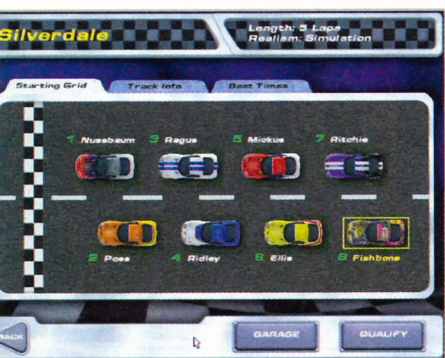 Silverdale
Length: 3 Laps
Realism: Simulation
Starting Grid Track Info Best Times
1 Nussbaum 3 Ragus 5 Mickus 7 Ritchie
2 Pose 4 Ridley 6 Ellis 8 Fishbone
BACK GARAGE QUALIFY